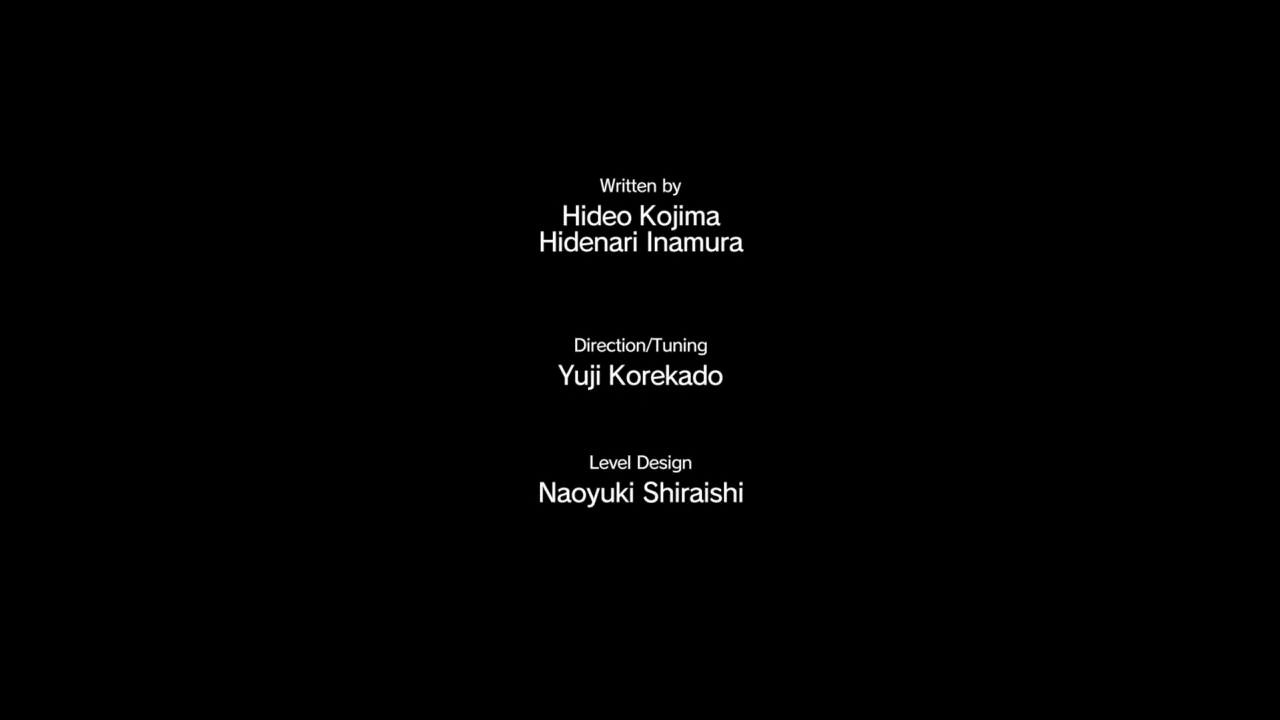 Written by
Hideo Kojima
Hidenari Inamura
Direction/Tuning
Yuji Korekado
Level Design
Naoyuki Shiraishi